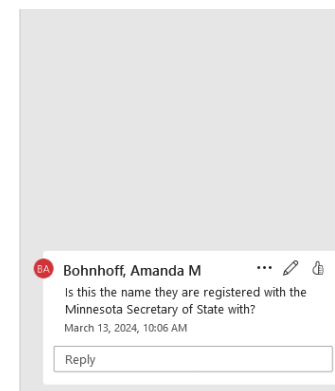 BA
Bohnhoff, Amanda M
Is this the name they are registered with the
Minnesota Secretary of State with?
March 13, 2024, 10:06 AM
Reply